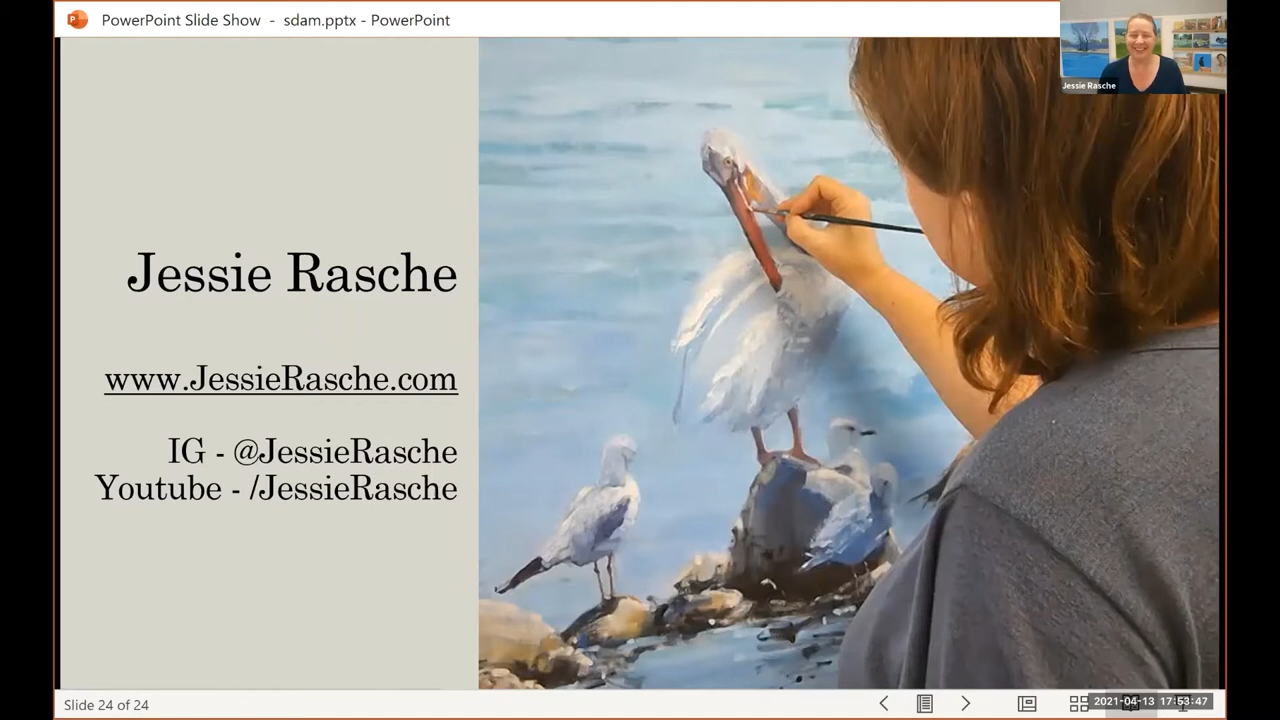 PowerPoint Slide Show - sdam.pptx - PowerPoint
Jessie Rasche
Jessie Rasche
www.JessieRasche.com
IG - @JessieRasche
Youtube - /JessieRasche
Slide 24 of 24
2021-04-13 17:53:47